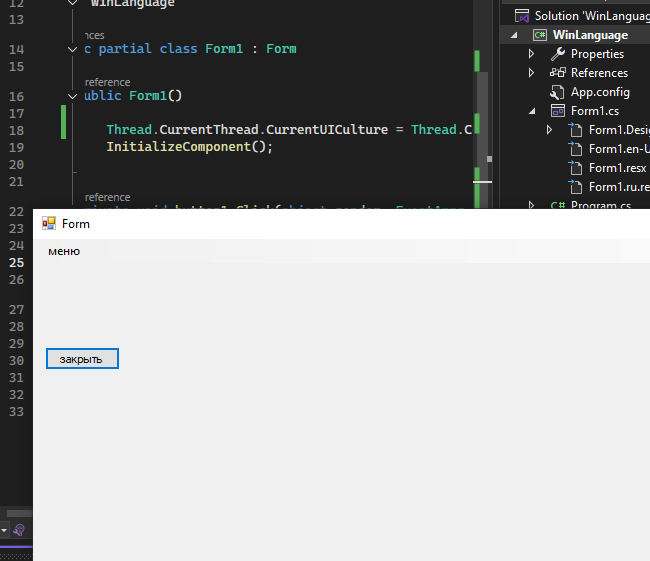 12
WinLanguage
13
ences
14
c partial class Form1 : Form
15
reference
16
ublic Form1()
17
18
Thread.CurrentThread.CurrentUICulture = Thread.C
19
InitializeComponent();
20
21
reference
22
23
24
25
26
27
28
29
30
31
32
33
Solution 'WinLanguag
C# WinLanguage
Properties
References
App.config
Form1.cs
Form1.Desig
Form1.en-U
Form1.resx
Form1.ru.re
C# Program.cs
Form
меню
закрыть